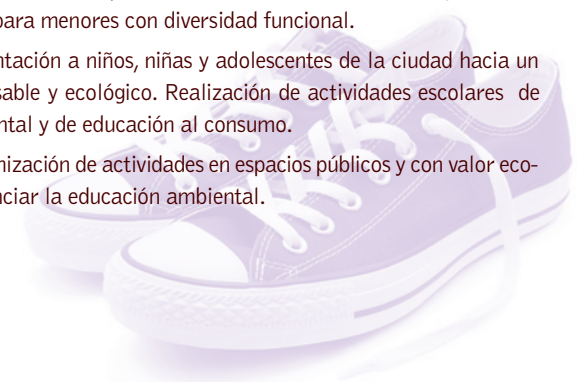 para menores con diversidad funcional.
ntación a niños, niñas y adolescentes de la ciudad hacia un
sable y ecológico. Realización de actividades escolares de
ntal y de educación al consumo.
nización de actividades en espacios públicos y con valor eco-
nciar la educación ambiental.